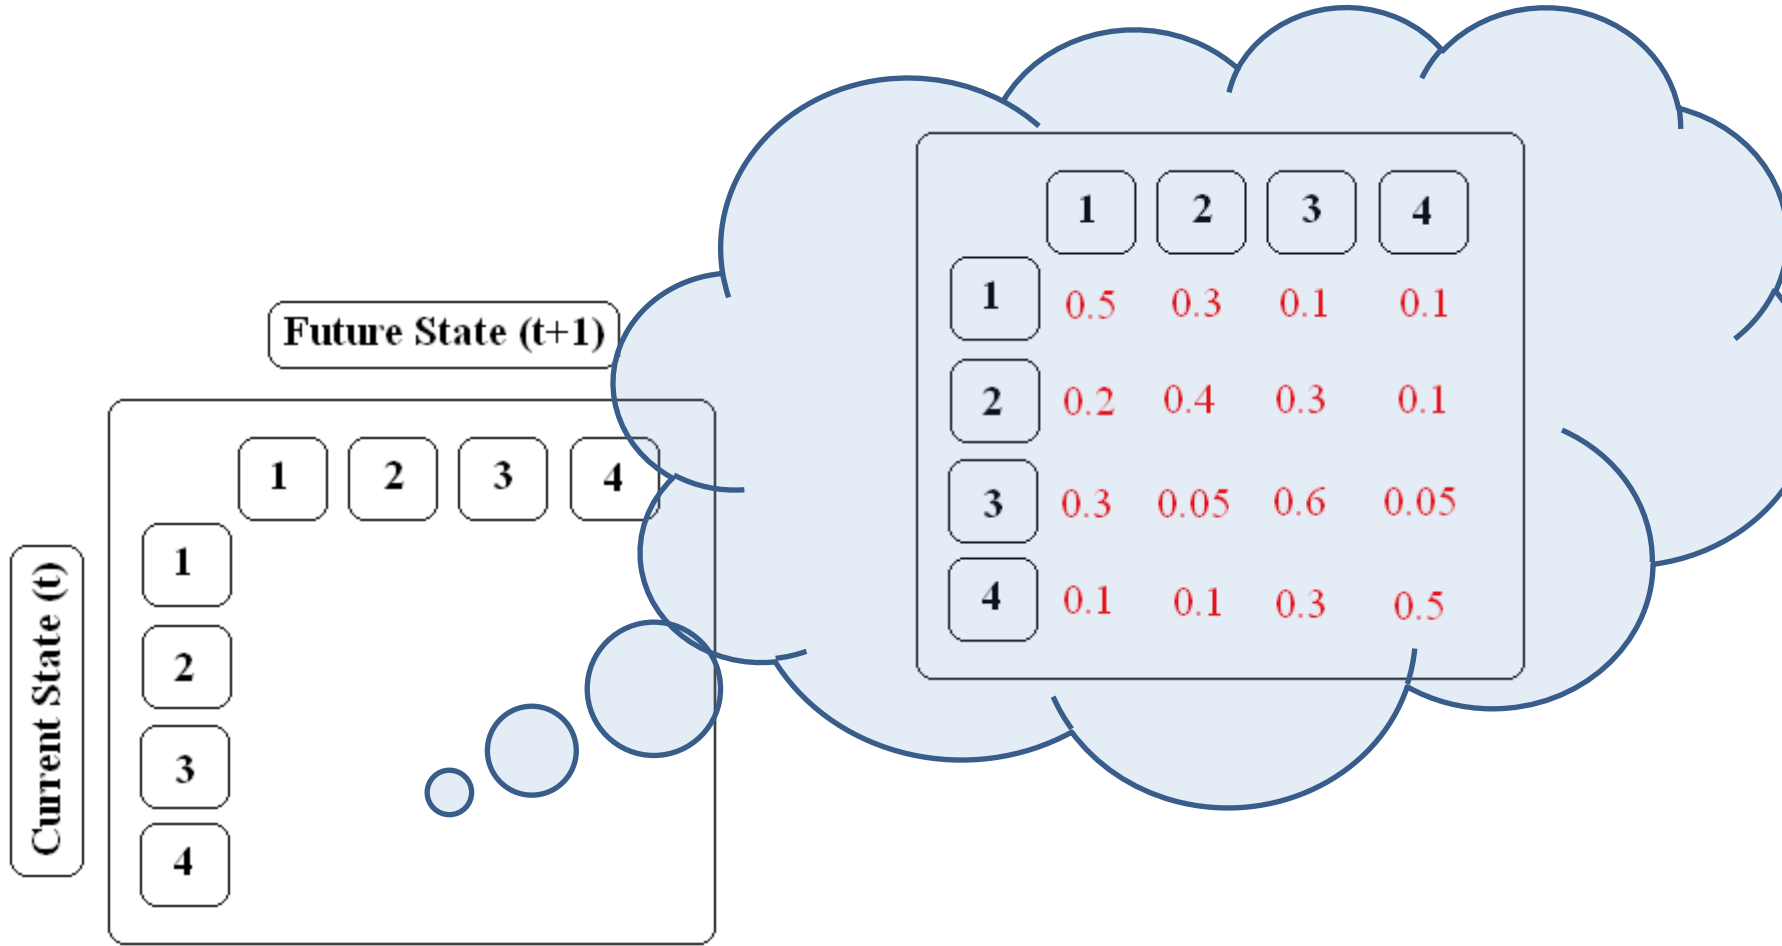 1 2 3 4
1 0.5 0.3 0.1 0.1
2 0.2 0.4 0.3 0.1
3 0.3 0.05 0.6 0.05
4 0.1 0.1 0.3 0.5
Future State (t+1)
1 2 3 4
Current State (t)
1
2
3
4